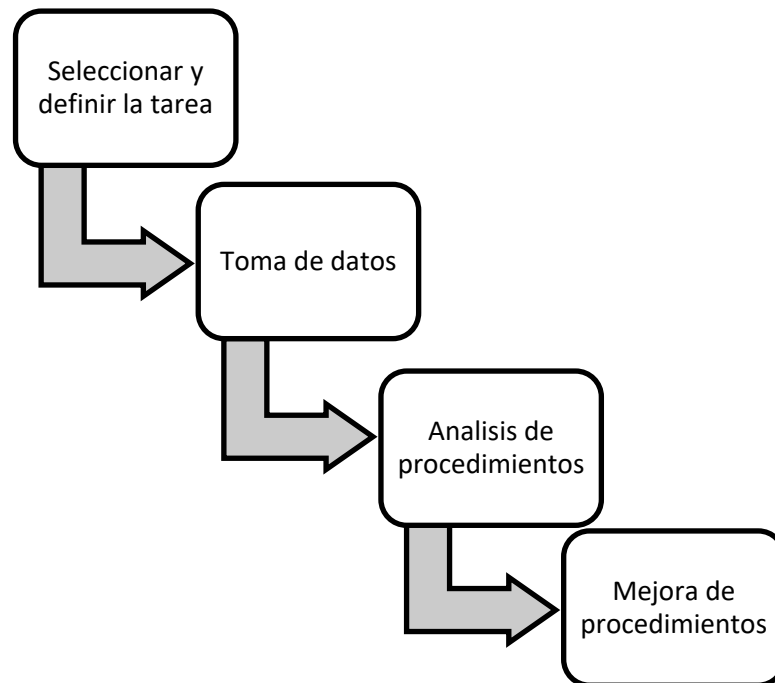 Seleccionar y
definir la tarea
Toma de datos
Analisis de
procedimientos
Mejora de
procedimientos